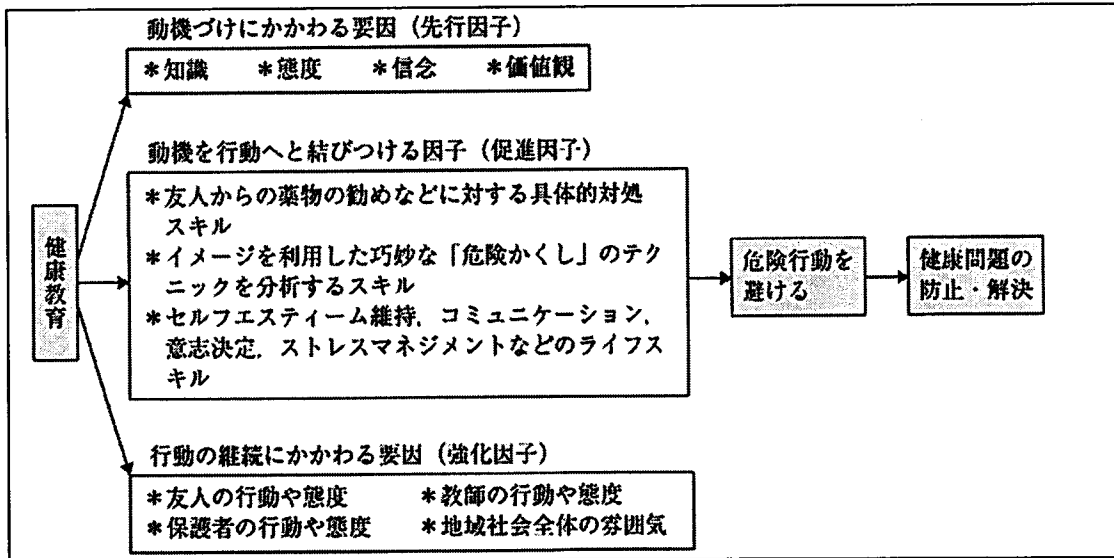 動機づけにかかわる要因（先行因子）
＊知識　＊態度　＊信念　＊価値観
動機を行動へと結びつける因子（促進因子）
＊友人からの薬物の勧めなどに対する具体的対処
スキル
＊イメージを利用した巧妙な「危険かくし」のテク
ニックを分析するスキル
＊セルフエスティーム維持，コミュニケーション，
意志決定，ストレスマネジメントなどのライフス
キル
行動の継続にかかわる要因（強化因子）
＊友人の行動や態度　＊教師の行動や態度
＊保護者の行動や態度　＊地域社会全体の雰囲気
健康教育
危険行動を
避ける
健康問題の
防止・解決